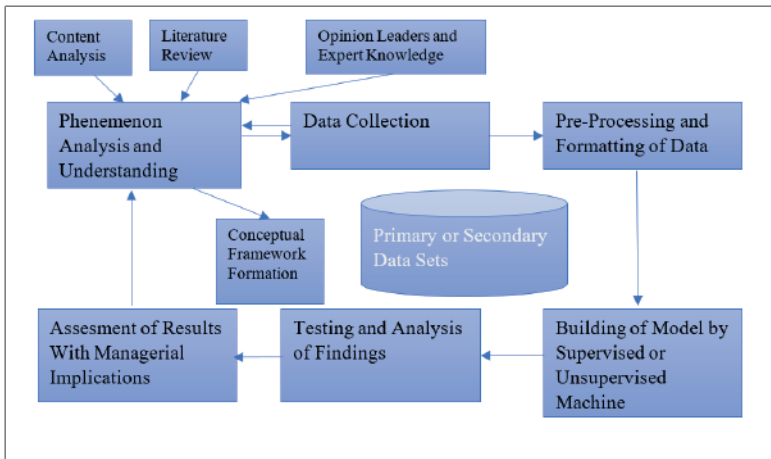 Content
Analysis
Literature
Review
Opinion Leaders and
Expert Knowledge
Phenemenon
Analysis and
Understanding
Data Collection
Pre-Processing and
Formatting of Data
Conceptual
Framework
Formation
Primary or Secondary
Data Sets
Assesment of Results
With Managerial
Implications
Testing and Analysis
of Findings
Building of Model by
Supervised or
Unsupervised
Machine